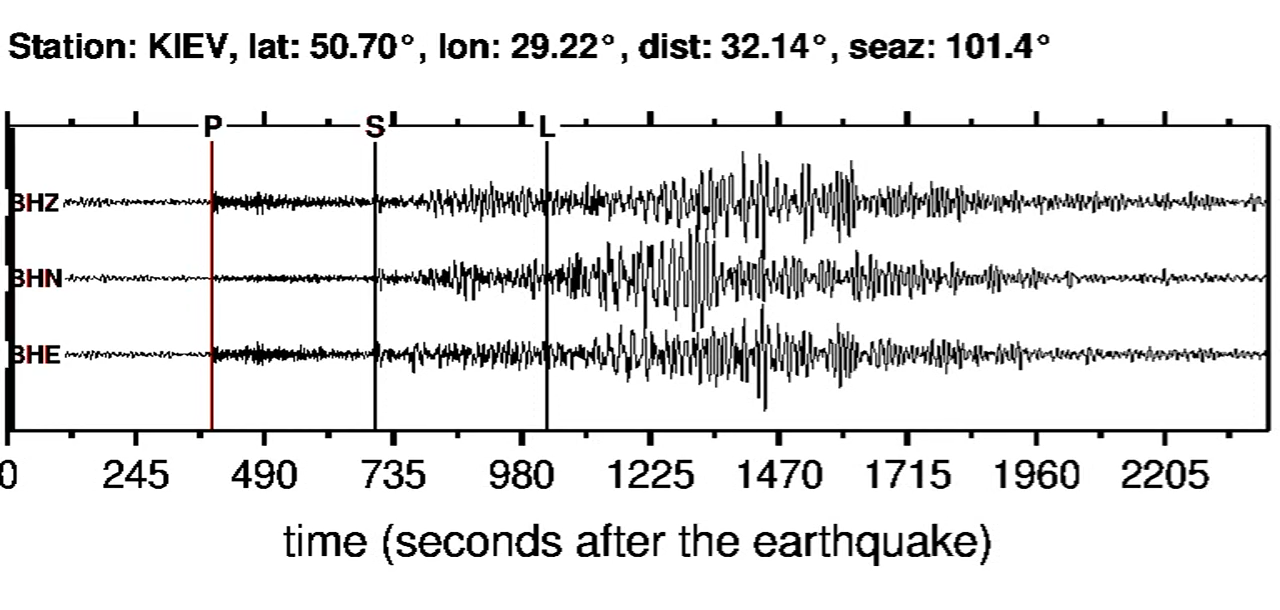 Station: KIEV, lat: 50.70°, lon: 29.22°, dist: 32.14°, seaz: 101.4°
P S L
BHZ
BHN
BHE
0 245 490 735 980 1225 1470 1715 1960 2205
time (seconds after the earthquake)